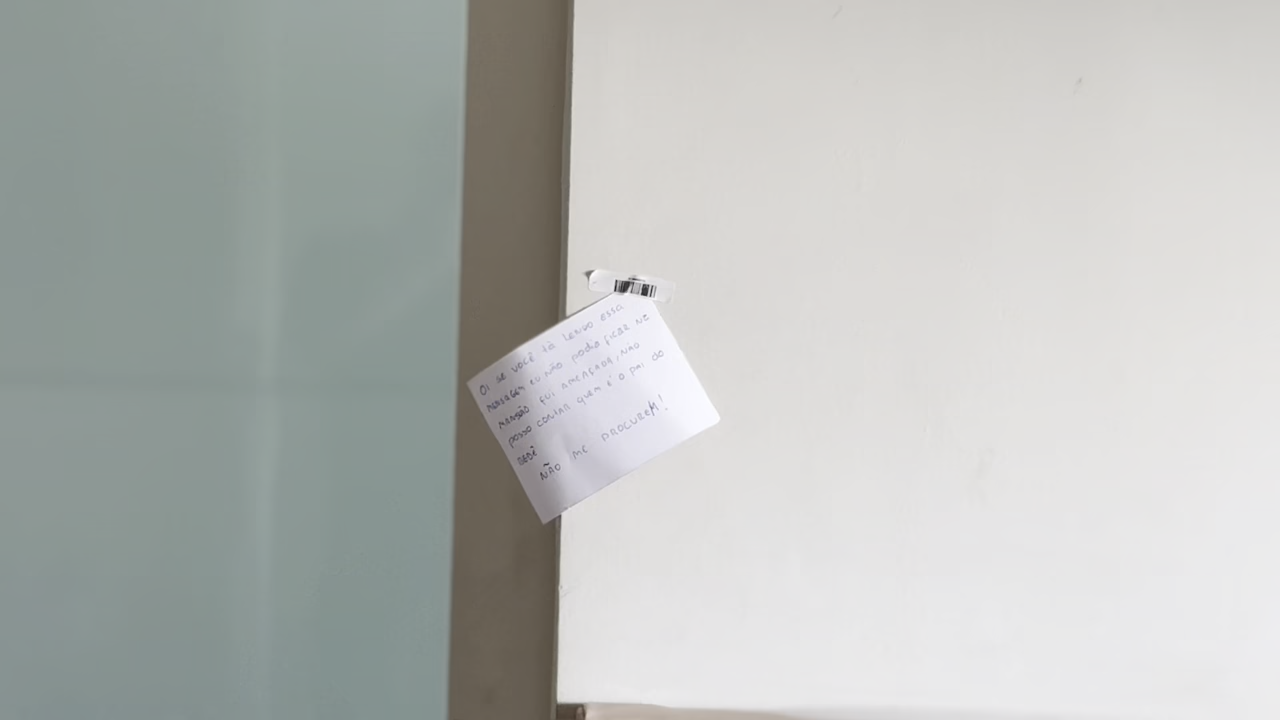 Oi se você tá lendo essa
mensagem eu não podia ficar na
mansão fui ameaçada, não
posso contar quem é o pai do
bebê
não me procurem!